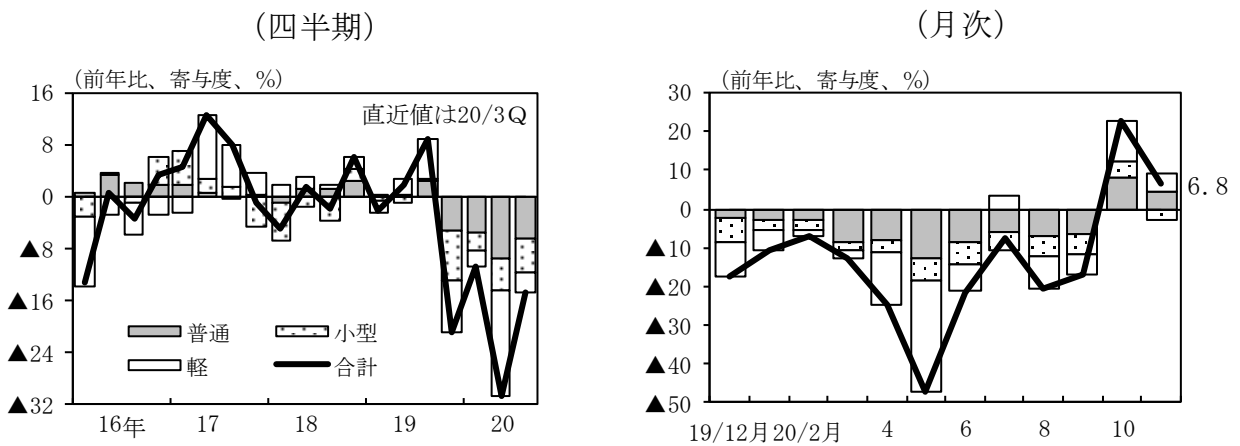 (四半期)
(前年比、寄与度、%)
直近値は20/3Q
16
8
0
▲8
▲16
▲24
▲32
普通
小型
軽
合計
16年 17 18 19 20
(月次)
(前年比、寄与度、%)
30
20
10
0
▲10
▲20
▲30
▲40
▲50
6.8
19/12月 20/2月 4 6 8 10